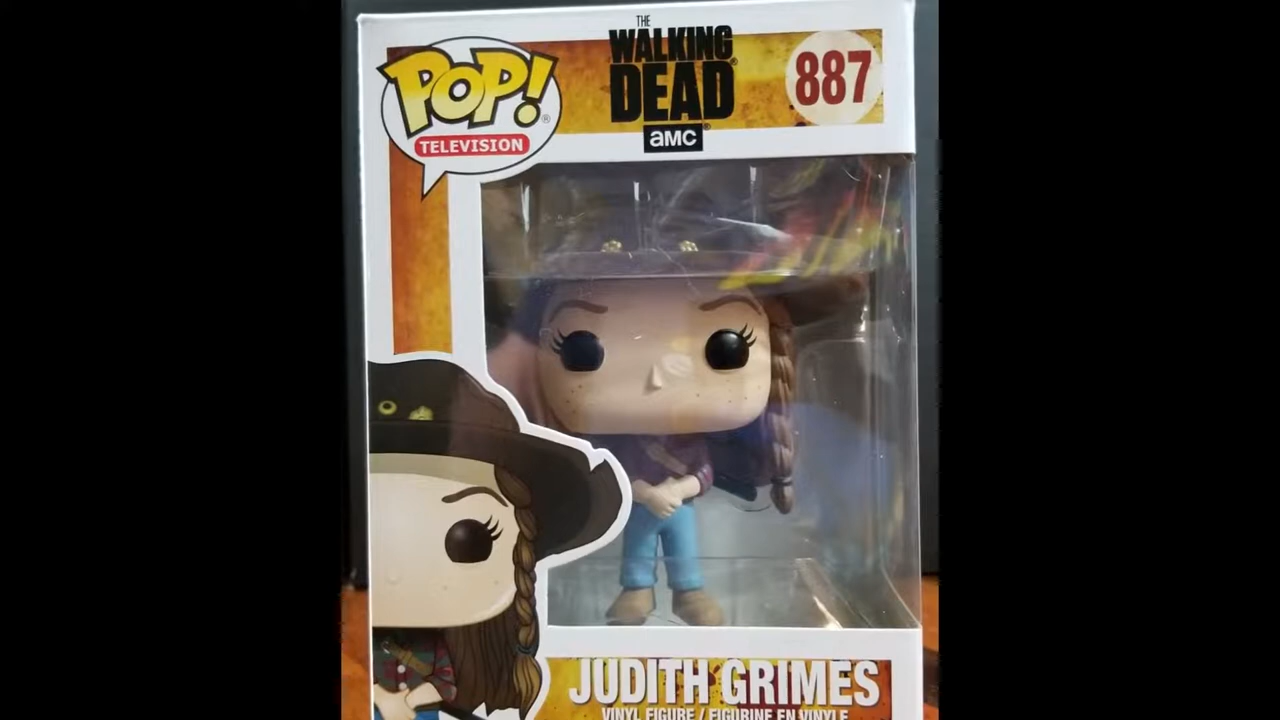 POP!®
TELEVISION
THE
WALKING
DEAD®
AMC
887
JUDITH GRIMES
VINYL FIGURE / FIGURINE EN VINYLE